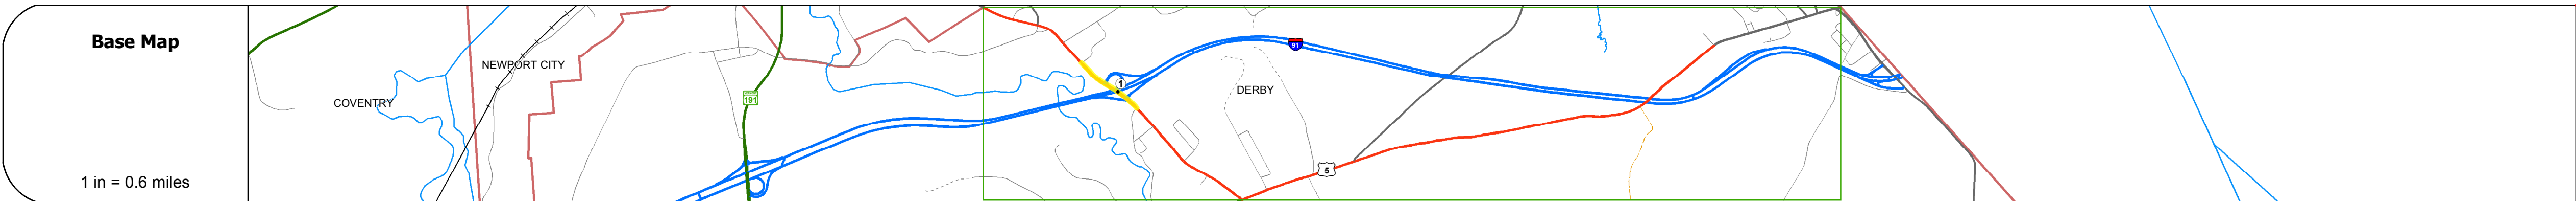 Base Map
1 in = 0.6 miles
COVENTRY
NEWPORT CITY
191
1
91
DERBY
5